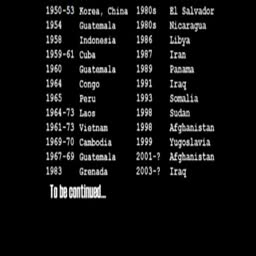 1950-53 Korea, China 1980s El Salvador
1954 Guatemala 1980s Nicaragua
1958 Indonesia 1986 Libya
1959-61 Cuba 1987 Iran
1960 Guatemala 1989 Panama
1964 Congo 1991 Iraq
1965 Peru 1993 Somalia
1964-73 Laos 1998 Sudan
1961-73 Vietnam 1998 Afghanistan
1969-70 Cambodia 1999 Yugoslavia
1967-69 Guatemala 2001-? Afghanistan
1983 Grenada 2003-? Iraq
To be continued...